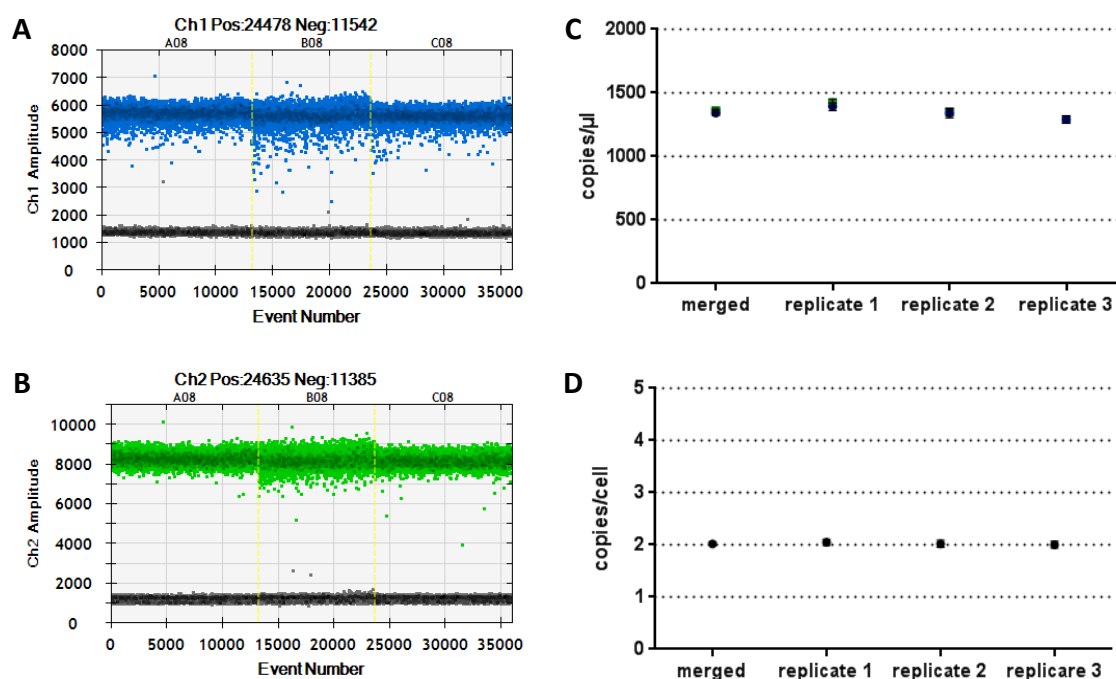 A
Ch1 Pos:24478 Neg:11542
A08 B08 C08
Ch1 Amplitude
8000
7000
6000
5000
4000
3000
2000
1000
0
0 5000 10000 15000 20000 25000 30000 35000
Event Number
B
Ch2 Pos:24635 Neg:11385
A08 B08 C08
Ch2 Amplitude
10000
8000
6000
4000
2000
0
0 5000 10000 15000 20000 25000 30000 35000
Event Number
C
copies/µl
2000
1500
1000
500
0
merged replicate 1 replicate 2 replicate 3
D
copies/cell
5
4
3
2
1
0
merged replicate 1 replicate 2 replicare 3